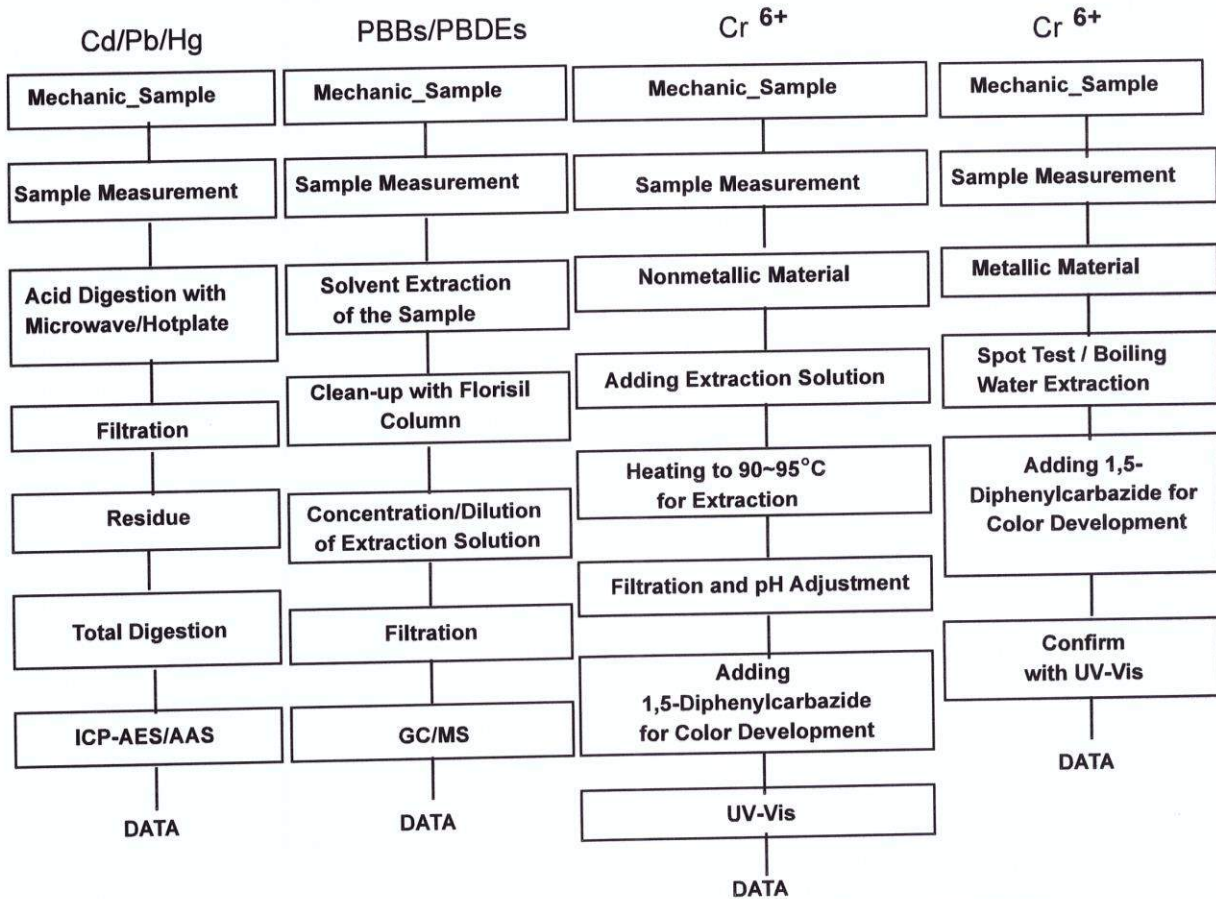 Cd/Pb/Hg
Mechanic_Sample
Sample Measurement
Acid Digestion with
Microwave/Hotplate
Filtration
Residue
Total Digestion
ICP-AES/AAS
DATA
PBBs/PBDEs
Mechanic_Sample
Sample Measurement
Solvent Extraction
of the Sample
Clean-up with Florisil
Column
Concentration/Dilution
of Extraction Solution
Filtration
GC/MS
DATA
Cr 6+
Mechanic_Sample
Sample Measurement
Nonmetallic Material
Adding Extraction Solution
Heating to 90~95°C
for Extraction
Filtration and pH Adjustment
Adding
1,5-Diphenylcarbazide
for Color Development
UV-Vis
DATA
Cr 6+
Mechanic_Sample
Sample Measurement
Metallic Material
Spot Test / Boiling
Water Extraction
Adding 1,5-
Diphenylcarbazide for
Color Development
Confirm
with UV-Vis
DATA